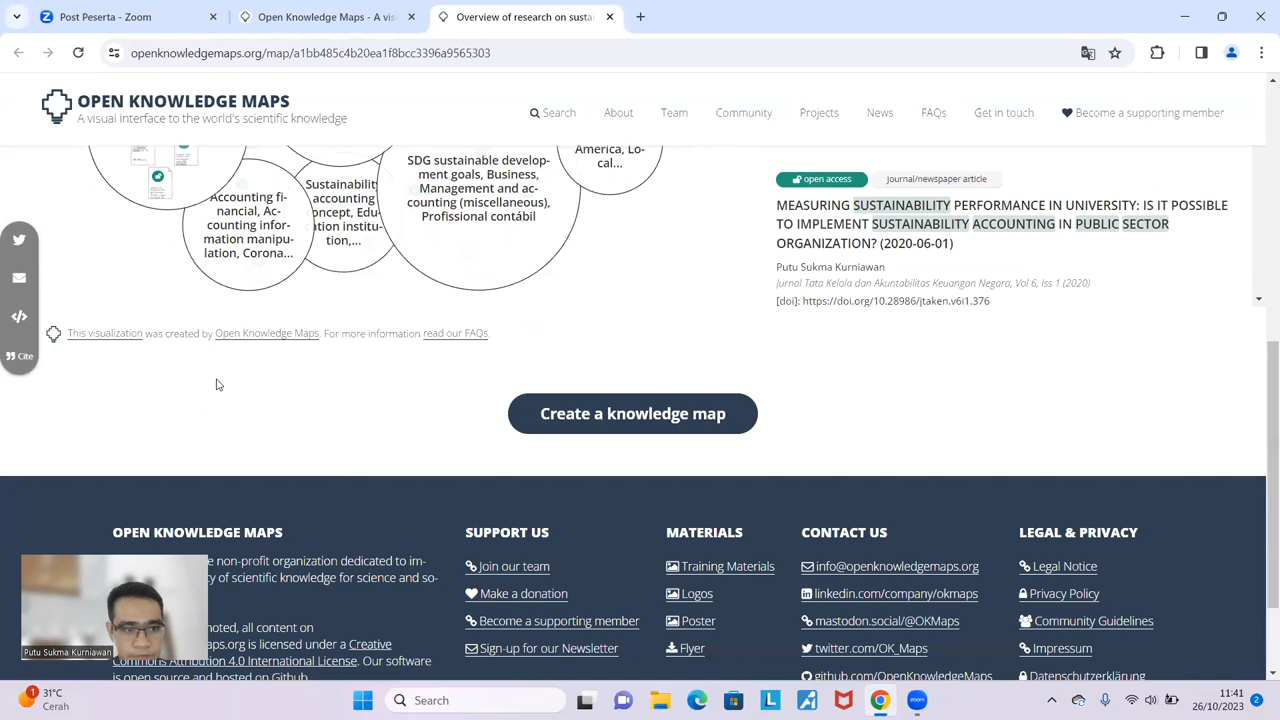 Post Peserta - Zoom
Open Knowledge Maps - A vis
Overview of research on susta
openknowledgemaps.org/map/a1bb485c4b20ea1f8bcc3396a9565303
OPEN KNOWLEDGE MAPS
A visual interface to the world's scientific knowledge
Search
About
Team
Community
Projects
News
FAQs
Get in touch
Become a supporting member
America, Lo-
cal...
SDG sustainable develop-
ment goals, Business,
Management and ac-
counting (miscellaneous),
Profissional contábil
Sustainability
accounting
concept, Edu-
cation institu-
tion,...
Accounting fi-
nancial, Ac-
counting infor-
mation manipu-
lation, Corona...
open access
journal/newspaper article
MEASURING SUSTAINABILITY PERFORMANCE IN UNIVERSITY: IS IT POSSIBLE
TO IMPLEMENT SUSTAINABILITY ACCOUNTING IN PUBLIC SECTOR
ORGANIZATION? (2020-06-01)
Putu Sukma Kurniawan
Jurnal Tata Kelola dan Akuntabilitas Keuangan Negara, Vol 6, Iss 1 (2020)
[doi]: https://doi.org/10.28986/jtaken.v6i1.376
Cite
This visualization was created by Open Knowledge Maps. For more information read our FAQs.
Create a knowledge map
OPEN KNOWLEDGE MAPS
e non-profit organization dedicated to im-
ty of scientific knowledge for science and so-
noted, all content on
maps.org is licensed under a Creative
Commons Attribution 4.0 International License. Our software
is open source and hosted on Github.
SUPPORT US
Join our team
Make a donation
Become a supporting member
Sign-up for our Newsletter
MATERIALS
Training Materials
Logos
Poster
Flyer
CONTACT US
info@openknowledgemaps.org
linkedin.com/company/okmaps
mastodon.social/@OKMaps
twitter.com/OK_Maps
github.com/OpenKnowledgeMaps
LEGAL & PRIVACY
Legal Notice
Privacy Policy
Community Guidelines
Impressum
Datenschutzerklärung
Putu Sukma Kurniawan
1
31°C
Cerah
Search
zoom
11:41
26/10/2023
2